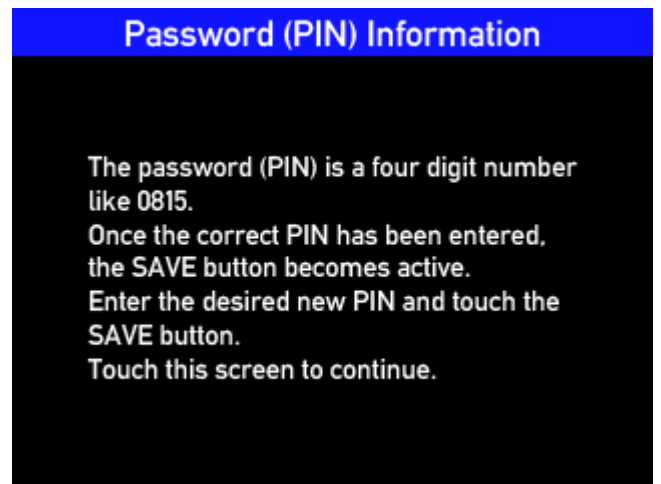 Password (PIN) Information
The password (PIN) is a four digit number
like 0815.
Once the correct PIN has been entered,
the SAVE button becomes active.
Enter the desired new PIN and touch the
SAVE button.
Touch this screen to continue.